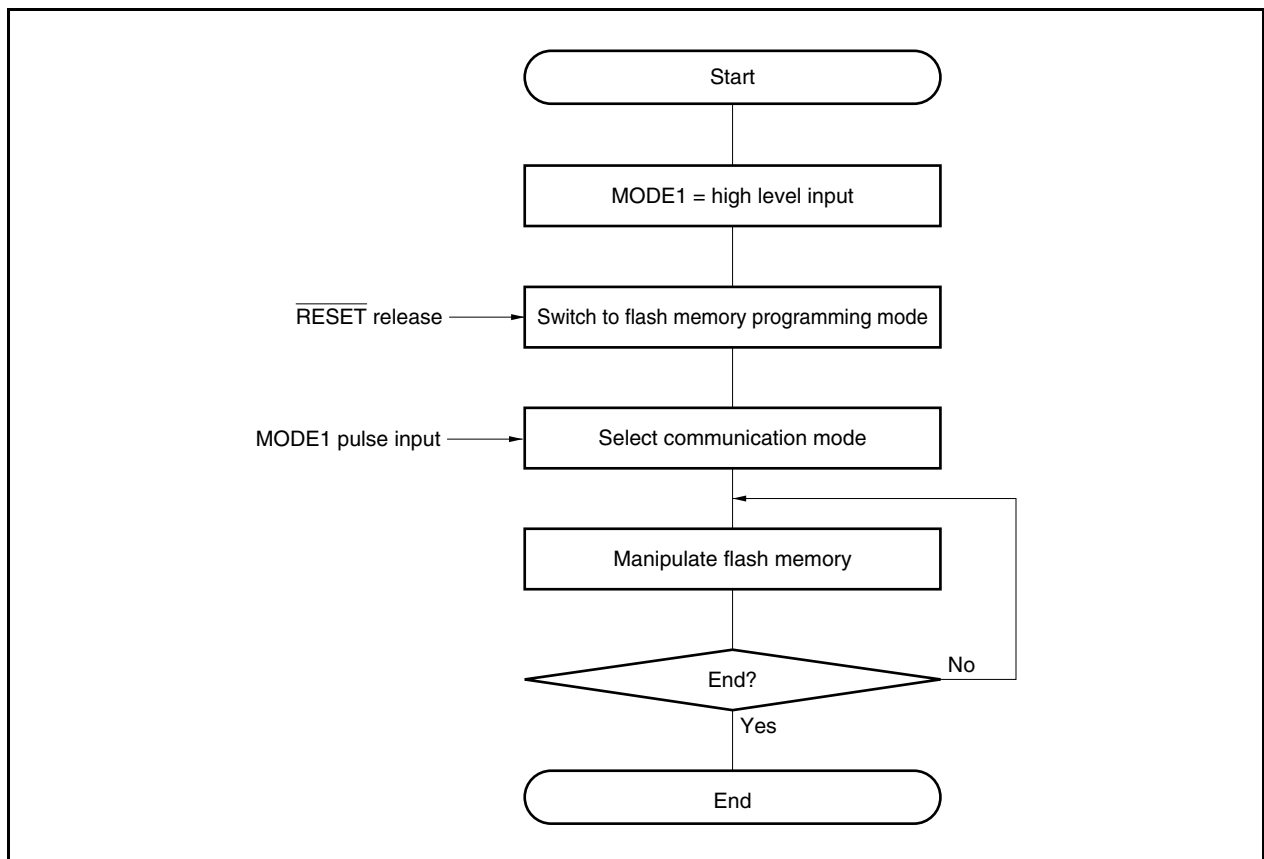 Start
MODE1 = high level input
RESET release
Switch to flash memory programming mode
MODE1 pulse input
Select communication mode
Manipulate flash memory
End?
No
Yes
End